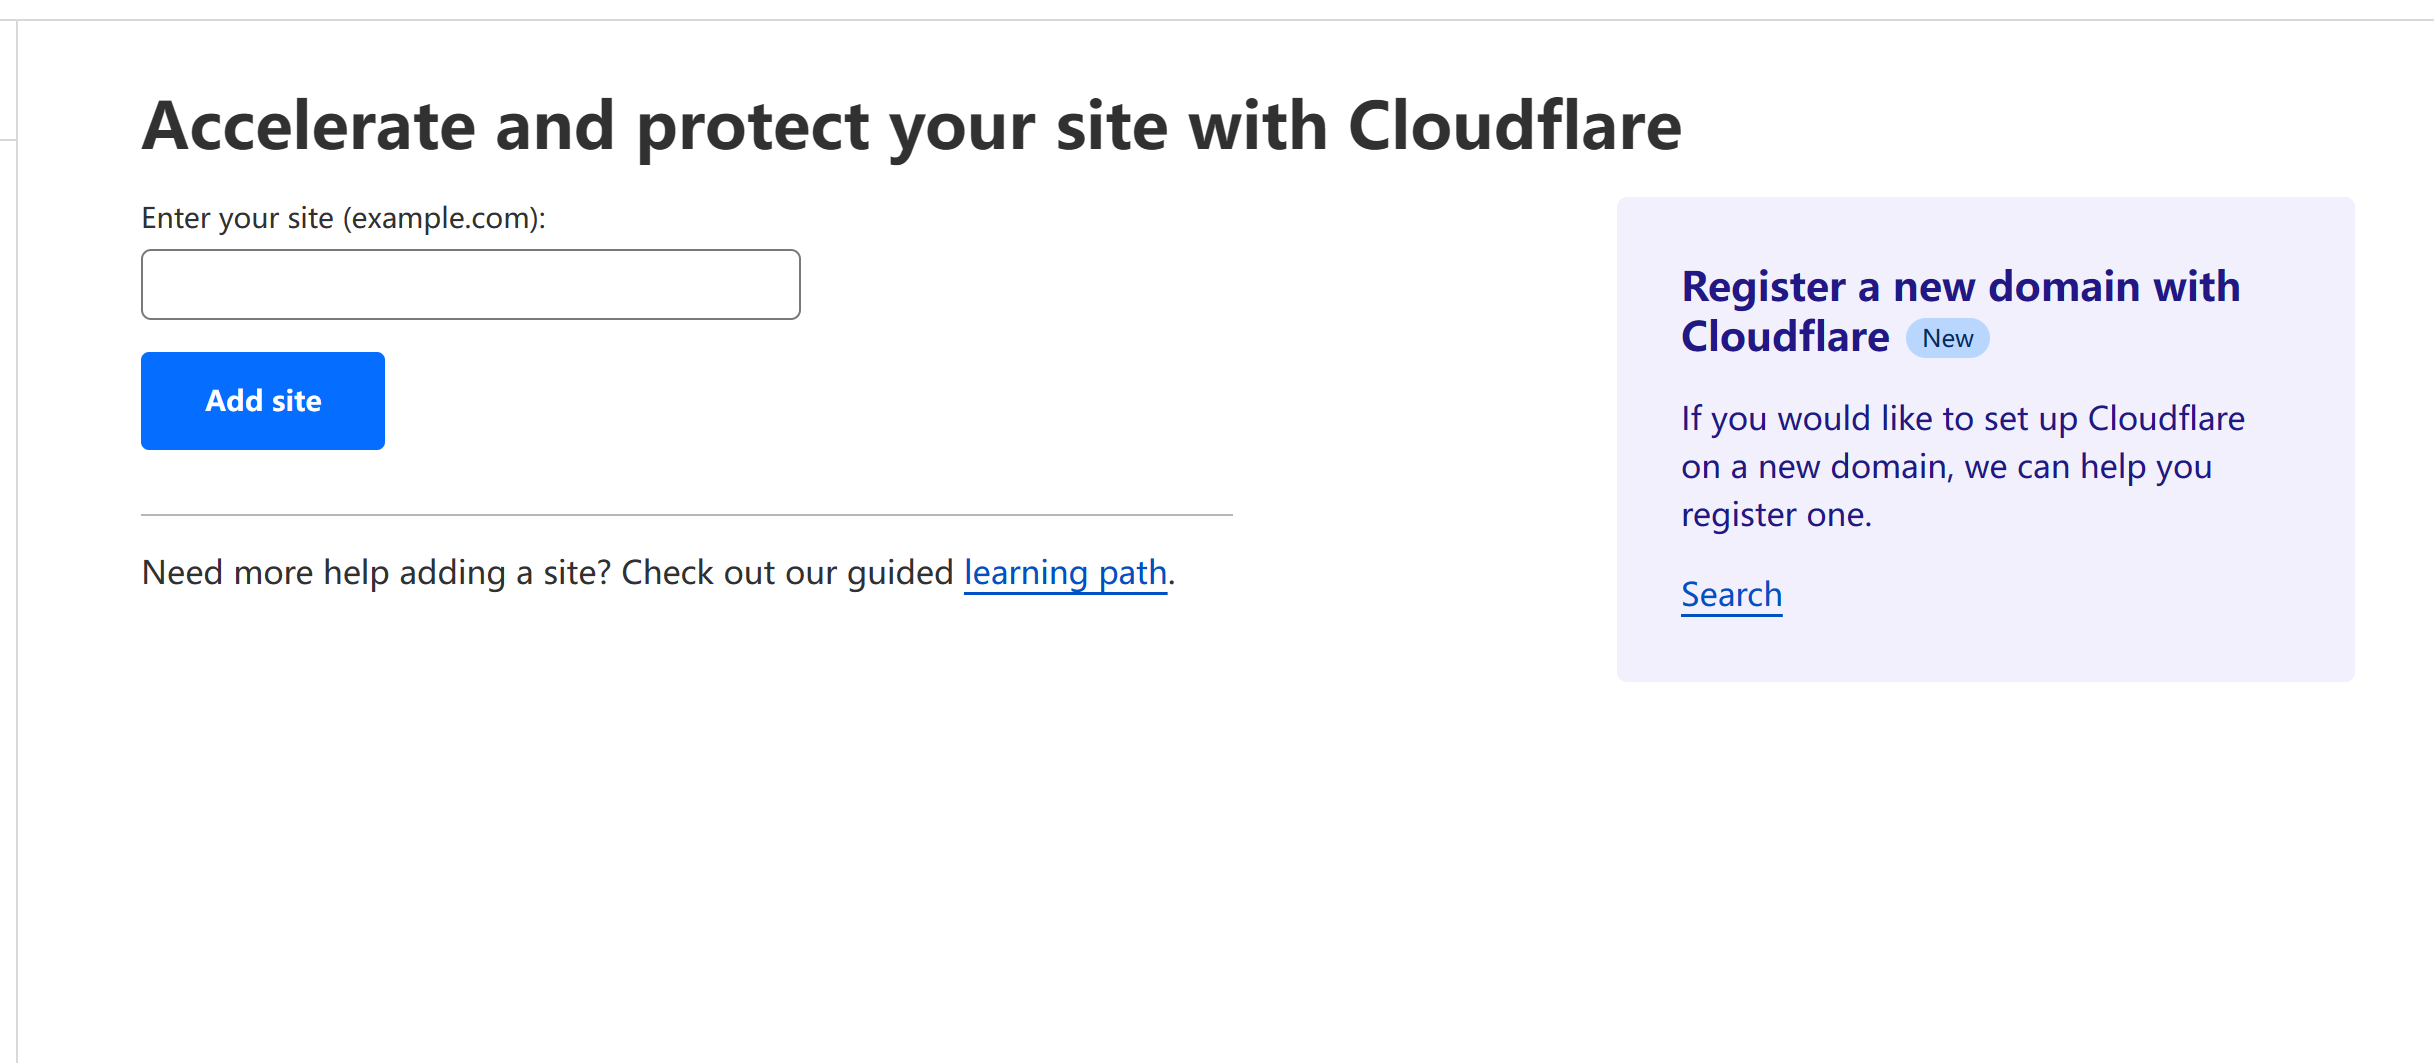 Accelerate and protect your site with Cloudflare
Enter your site (example.com):
Add site
Need more help adding a site? Check out our guided learning path.
Register a new domain with
Cloudflare New
If you would like to set up Cloudflare
on a new domain, we can help you
register one.
Search